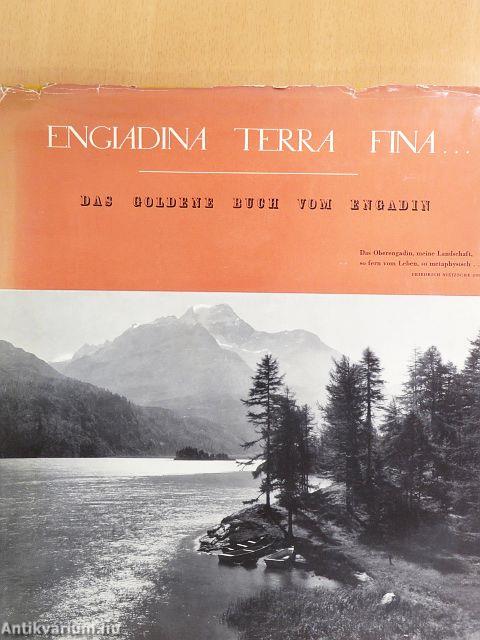 ENGIADINA TERRA FINA...
DAS GOLDENE BUCH VOM ENGADIN
Das Oberengadin, meine Landschaft,
so fern vom Leben, so metaphysisch . .
FRIEDRICH NIETZSCHE
Antikvarium.hu